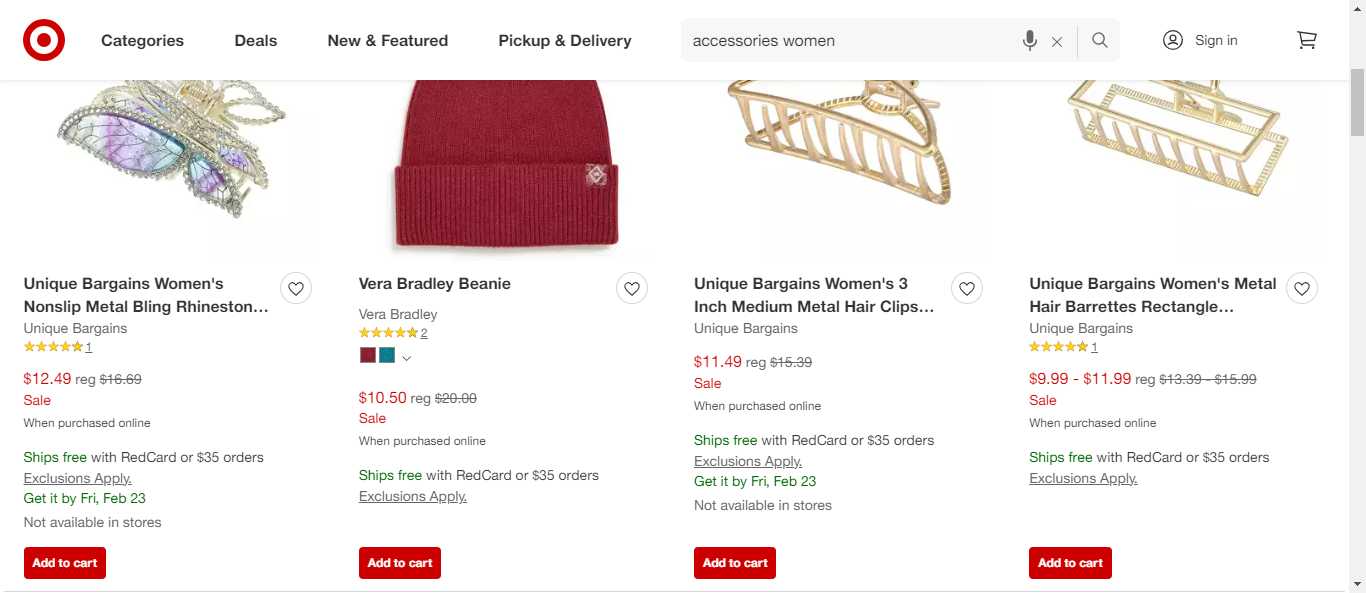 Categories
Deals
New & Featured
Pickup & Delivery
accessories women
Sign in
Unique Bargains Women's
Nonslip Metal Bling Rhineston...
Unique Bargains
1
$12.49 reg $16.69
Sale
When purchased online
Ships free with RedCard or $35 orders
Exclusions Apply.
Get it by Fri, Feb 23
Not available in stores
Add to cart
Vera Bradley Beanie
Vera Bradley
2
$10.50 reg $20.00
Sale
When purchased online
Ships free with RedCard or $35 orders
Exclusions Apply.
Add to cart
Unique Bargains Women's 3
Inch Medium Metal Hair Clips...
Unique Bargains
$11.49 reg $15.39
Sale
When purchased online
Ships free with RedCard or $35 orders
Exclusions Apply.
Get it by Fri, Feb 23
Not available in stores
Add to cart
Unique Bargains Women's Metal
Hair Barrettes Rectangle...
Unique Bargains
1
$9.99 - $11.99 reg $13.39 - $15.99
Sale
When purchased online
Ships free with RedCard or $35 orders
Exclusions Apply.
Add to cart